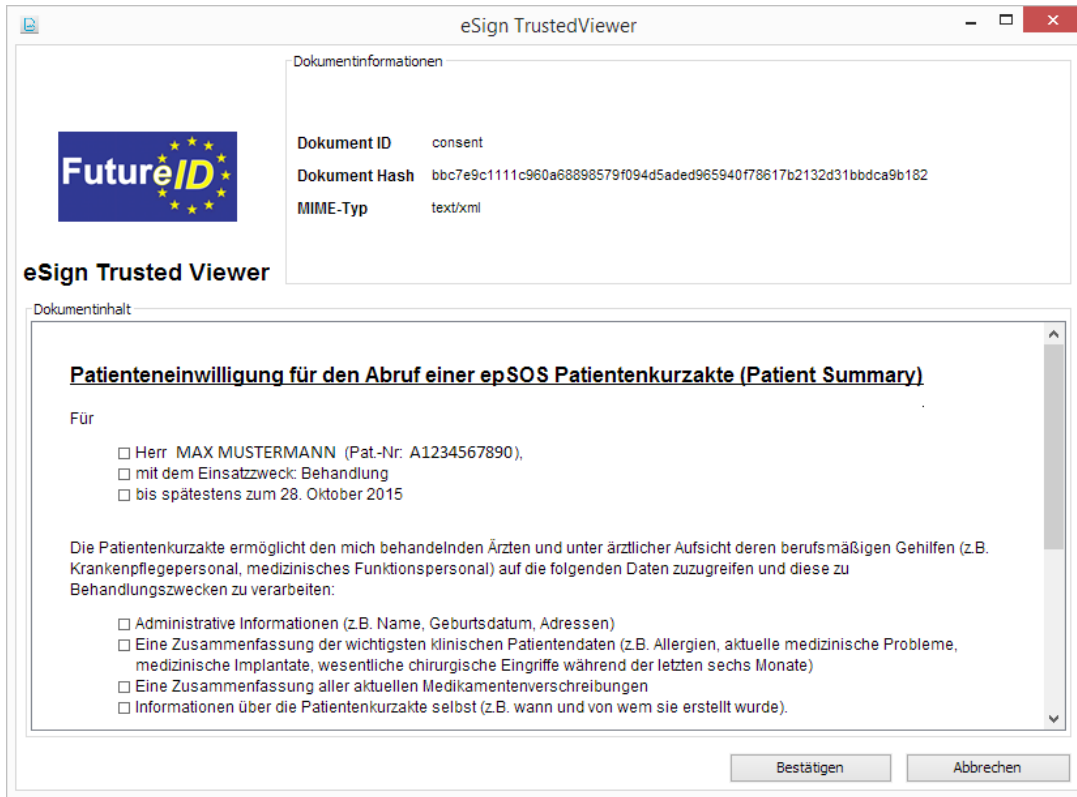 eSign TrustedViewer
Dokumentinformationen
FutureID
Dokument ID consent
Dokument Hash bbc7e9c1111c960a68898579f094d5aded965940f78617b2132d31bbdca9b182
MIME-Typ text/xml
eSign Trusted Viewer
Dokumentinhalt
Patienteneinwilligung für den Abruf einer epSOS Patientenkurzakte (Patient Summary)
Für
Herr MAX MUSTERMANN (Pat.-Nr: A1234567890),
mit dem Einsatzzweck: Behandlung
bis spätestens zum 28. Oktober 2015
Die Patientenkurzakte ermöglicht den mich behandelnden Ärzten und unter ärztlicher Aufsicht deren berufsmäßigen Gehilfen (z.B.
Krankenpflegepersonal, medizinisches Funktionspersonal) auf die folgenden Daten zuzugreifen und diese zu
Behandlungszwecken zu verarbeiten:
Administrative Informationen (z.B. Name, Geburtsdatum, Adressen)
Eine Zusammenfassung der wichtigsten klinischen Patientendaten (z.B. Allergien, aktuelle medizinische Probleme,
medizinische Implantate, wesentliche chirurgische Eingriffe während der letzten sechs Monate)
Eine Zusammenfassung aller aktuellen Medikamentenverschreibungen
Informationen über die Patientenkurzakte selbst (z.B. wann und von wem sie erstellt wurde).
Bestätigen
Abbrechen